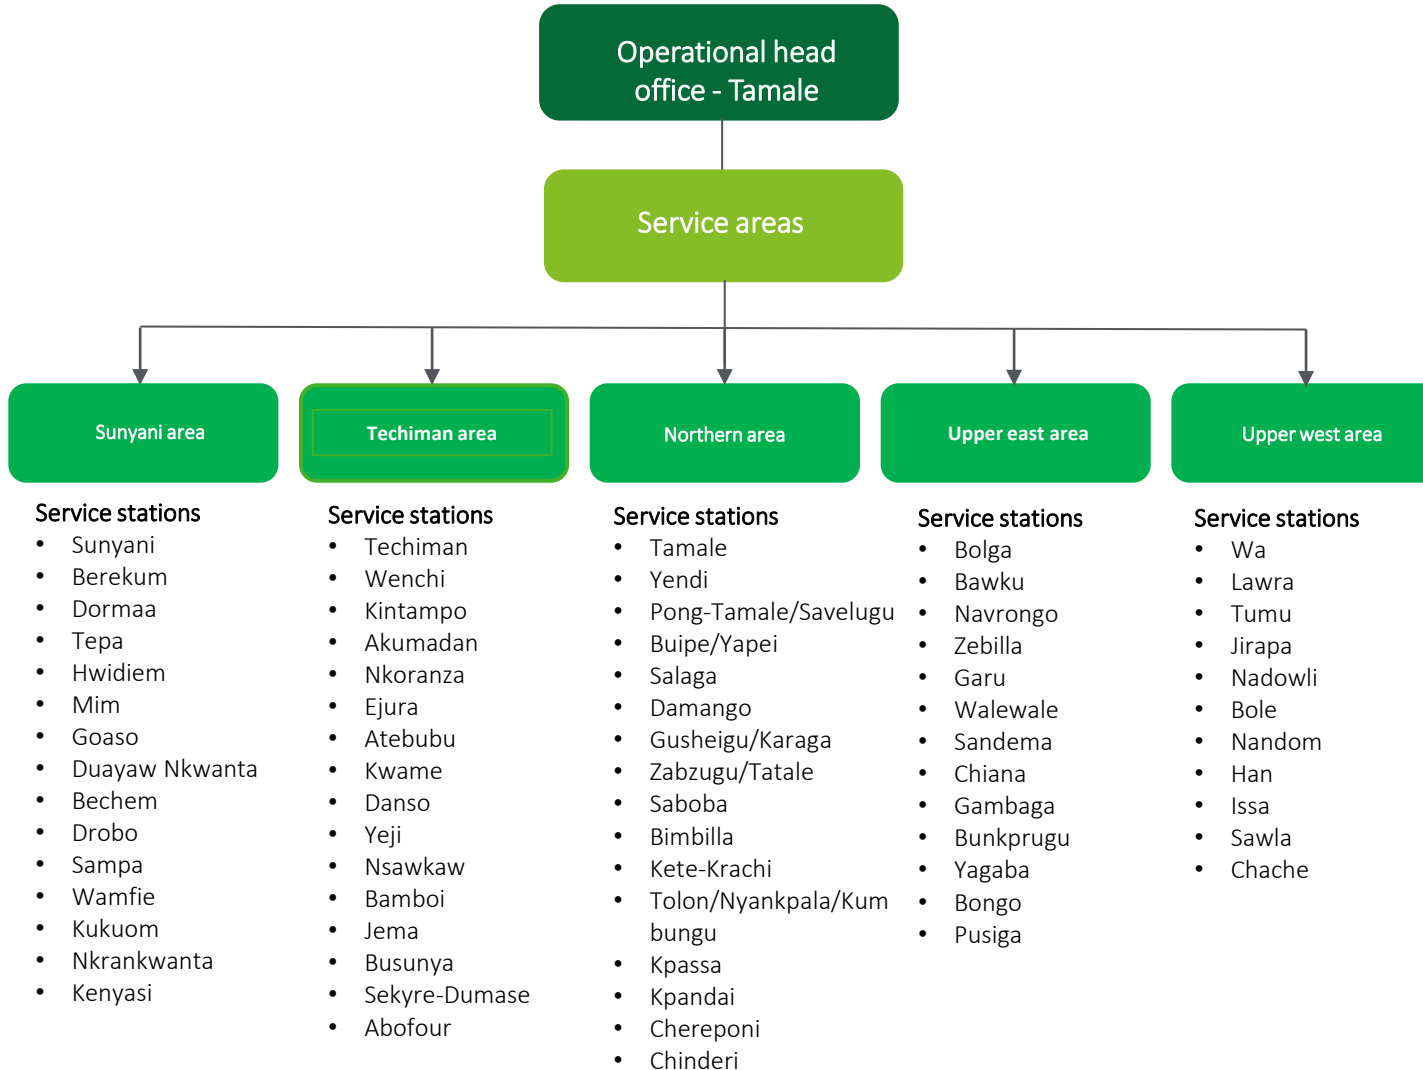 Operational head
office - Tamale
Service areas
Sunyani area
Techiman area
Northern area
Upper east area
Upper west area
Service stations
• Sunyani
• Berekum
• Dormaa
• Tepa
• Hwidiem
• Mim
• Goaso
• Duayaw Nkwanta
• Bechem
• Drobo
• Sampa
• Wamfie
• Kukuom
• Nkrankwanta
• Kenyasi
Service stations
• Techiman
• Wenchi
• Kintampo
• Akumadan
• Nkoranza
• Ejura
• Atebubu
• Kwame
• Danso
• Yeji
• Nsawkaw
• Bamboi
• Jema
• Busunya
• Sekyre-Dumase
• Abofour
Service stations
• Tamale
• Yendi
• Pong-Tamale/Savelugu
• Buipe/Yapei
• Salaga
• Damango
• Gusheigu/Karaga
• Zabzugu/Tatale
• Saboba
• Bimbilla
• Kete-Krachi
• Tolon/Nyankpala/Kum
bungu
• Kpassa
• Kpandai
• Chereponi
• Chinderi
Service stations
• Bolga
• Bawku
• Navrongo
• Zebilla
• Garu
• Walewale
• Sandema
• Chiana
• Gambaga
• Bunkprugu
• Yagaba
• Bongo
• Pusiga
Service stations
• Wa
• Lawra
• Tumu
• Jirapa
• Nadowli
• Bole
• Nandom
• Han
• Issa
• Sawla
• Chache